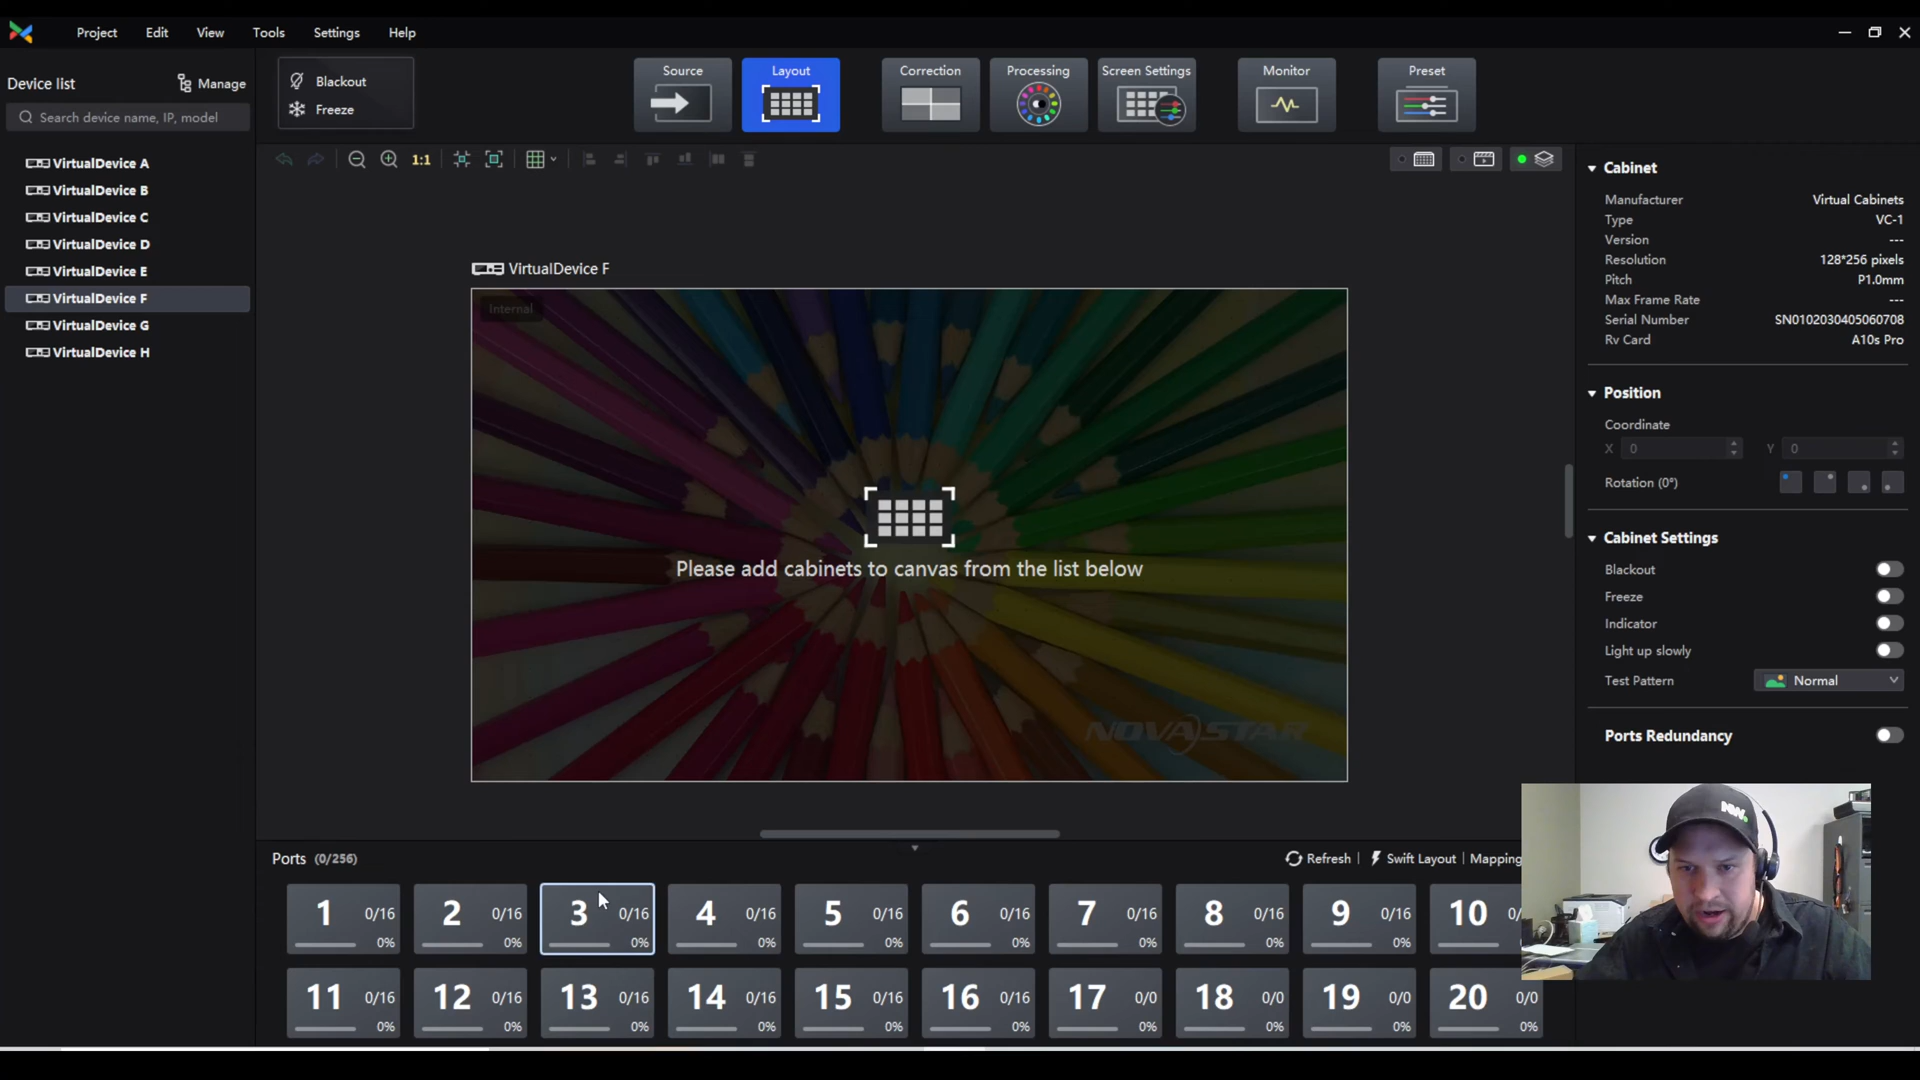 Project Edit View Tools Settings Help
Device list Manage
Search device name, IP, model
VirtualDevice A
VirtualDevice B
VirtualDevice C
VirtualDevice D
VirtualDevice E
VirtualDevice F
VirtualDevice G
VirtualDevice H
Blackout
Freeze
Source
Layout
Correction
Processing
Screen Settings
Monitor
Preset
1:1
VirtualDevice F
Internal
Please add cabinets to canvas from the list below
NOVASTAR
Cabinet
Manufacturer Virtual Cabinets
Type VC-1
Version ---
Resolution 128*256 pixels
Pitch P1.0mm
Max Frame Rate ---
Serial Number SN0102030405060708
Rv Card A10s Pro
Position
Coordinate
X 0 Y 0
Rotation (0°)
Cabinet Settings
Blackout
Freeze
Indicator
Light up slowly
Test Pattern Normal
Ports Redundancy
Ports (0/256) Refresh Swift Layout Mapping
1 0/16 2 0/16 3 0/16 4 0/16 5 0/16 6 0/16 7 0/16 8 0/16 9 0/16 10
0% 0% 0% 0% 0% 0% 0% 0% 0%
11 0/16 12 0/16 13 0/16 14 0/16 15 0/16 16 0/16 17 0/0 18 0/0 19 0/0 20 0/0
0% 0% 0% 0% 0% 0% 0% 0% 0% 0%
NW.